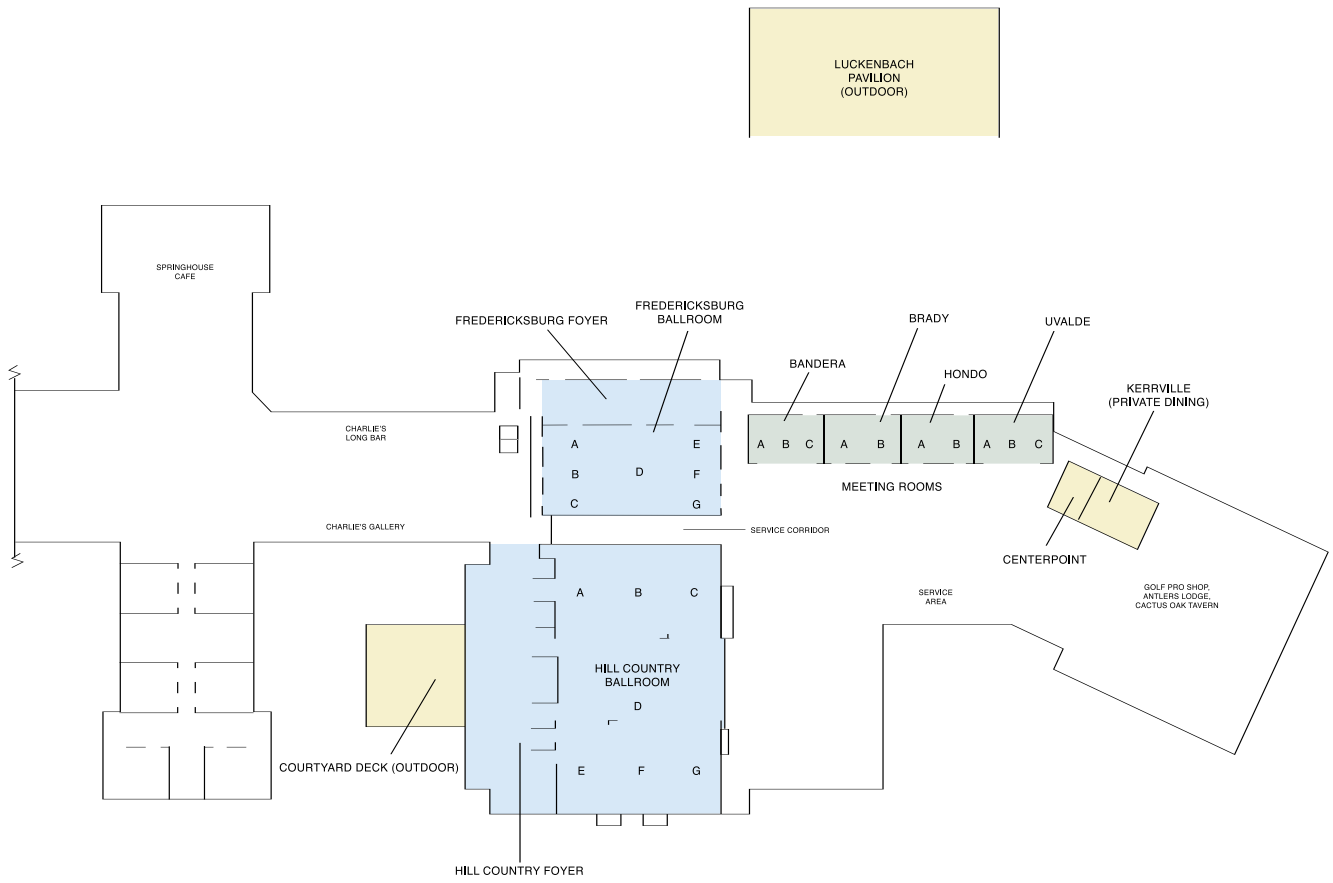 LUCKENBACH
PAVILION
(OUTDOOR)
SPRINGHOUSE
CAFE
FREDERICKSBURG FOYER
FREDERICKSBURG
BALLROOM
BRADY
UVALDE
BANDERA
HONDO
KERRVILLE
(PRIVATE DINING)
CHARLIE'S
LONG BAR
A E
B D F
C G
A B C A B A B A B C
MEETING ROOMS
CHARLIE'S GALLERY
SERVICE CORRIDOR
CENTERPOINT
GOLF PRO SHOP,
ANTLERS LODGE,
CACTUS OAK TAVERN
SERVICE
AREA
A B C
HILL COUNTRY
BALLROOM
D
E F G
COURTYARD DECK (OUTDOOR)
HILL COUNTRY FOYER